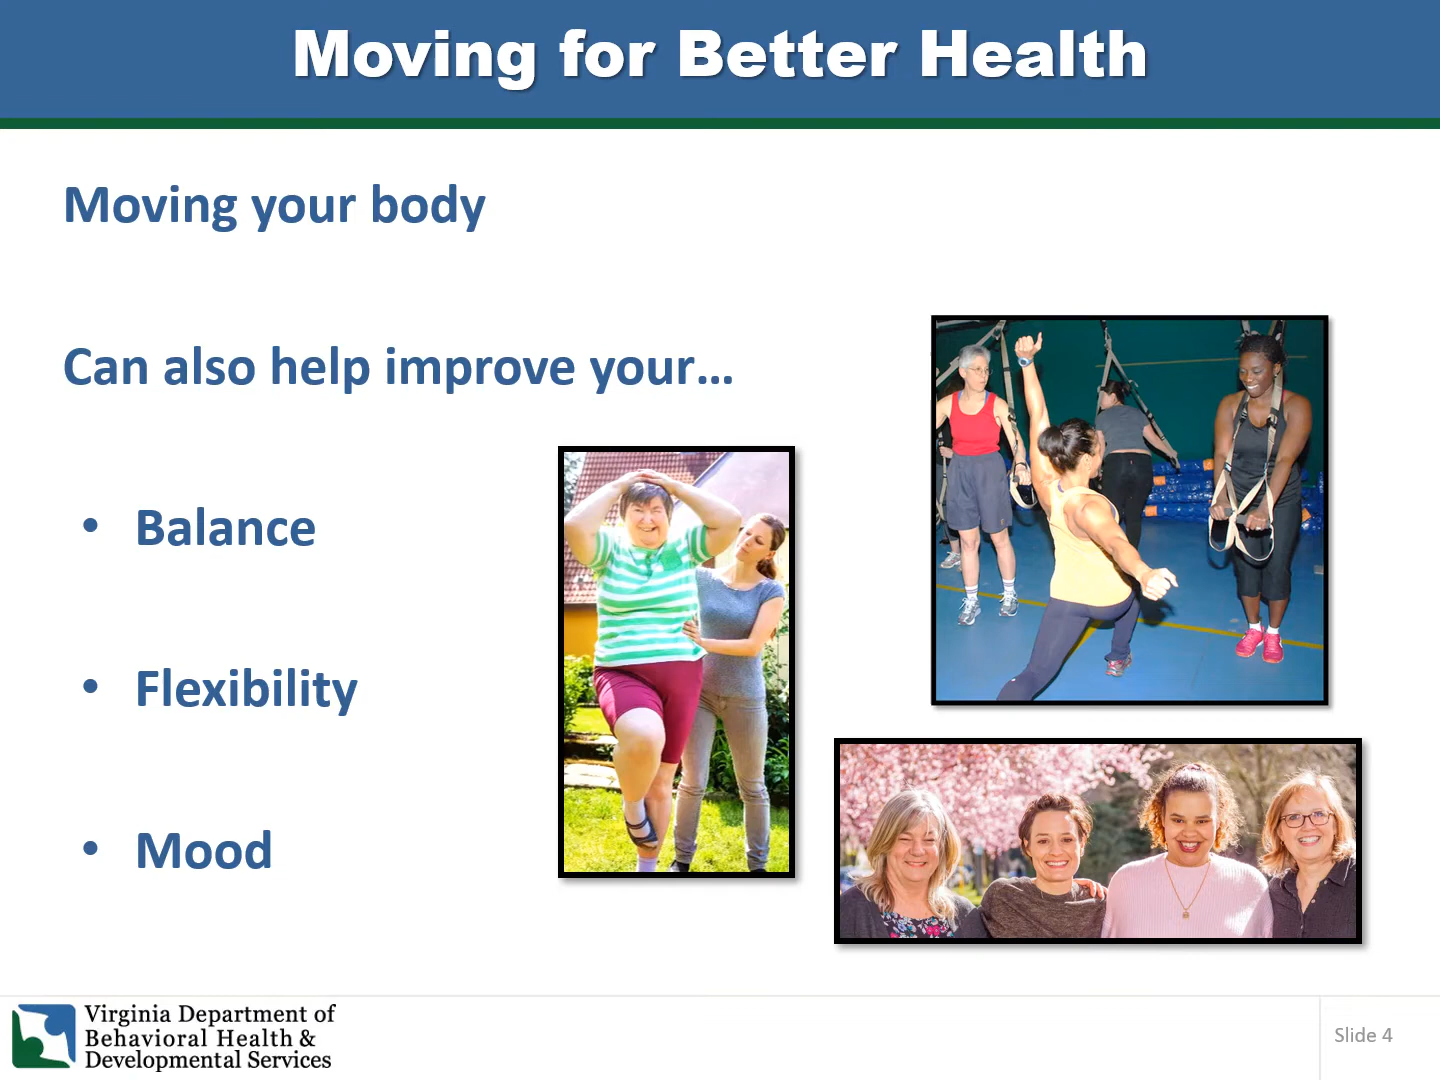 Moving for Better Health
Moving your body
Can also help improve your...
• Balance
• Flexibility
• Mood
Virginia Department of
Behavioral Health &
Developmental Services
Slide 4